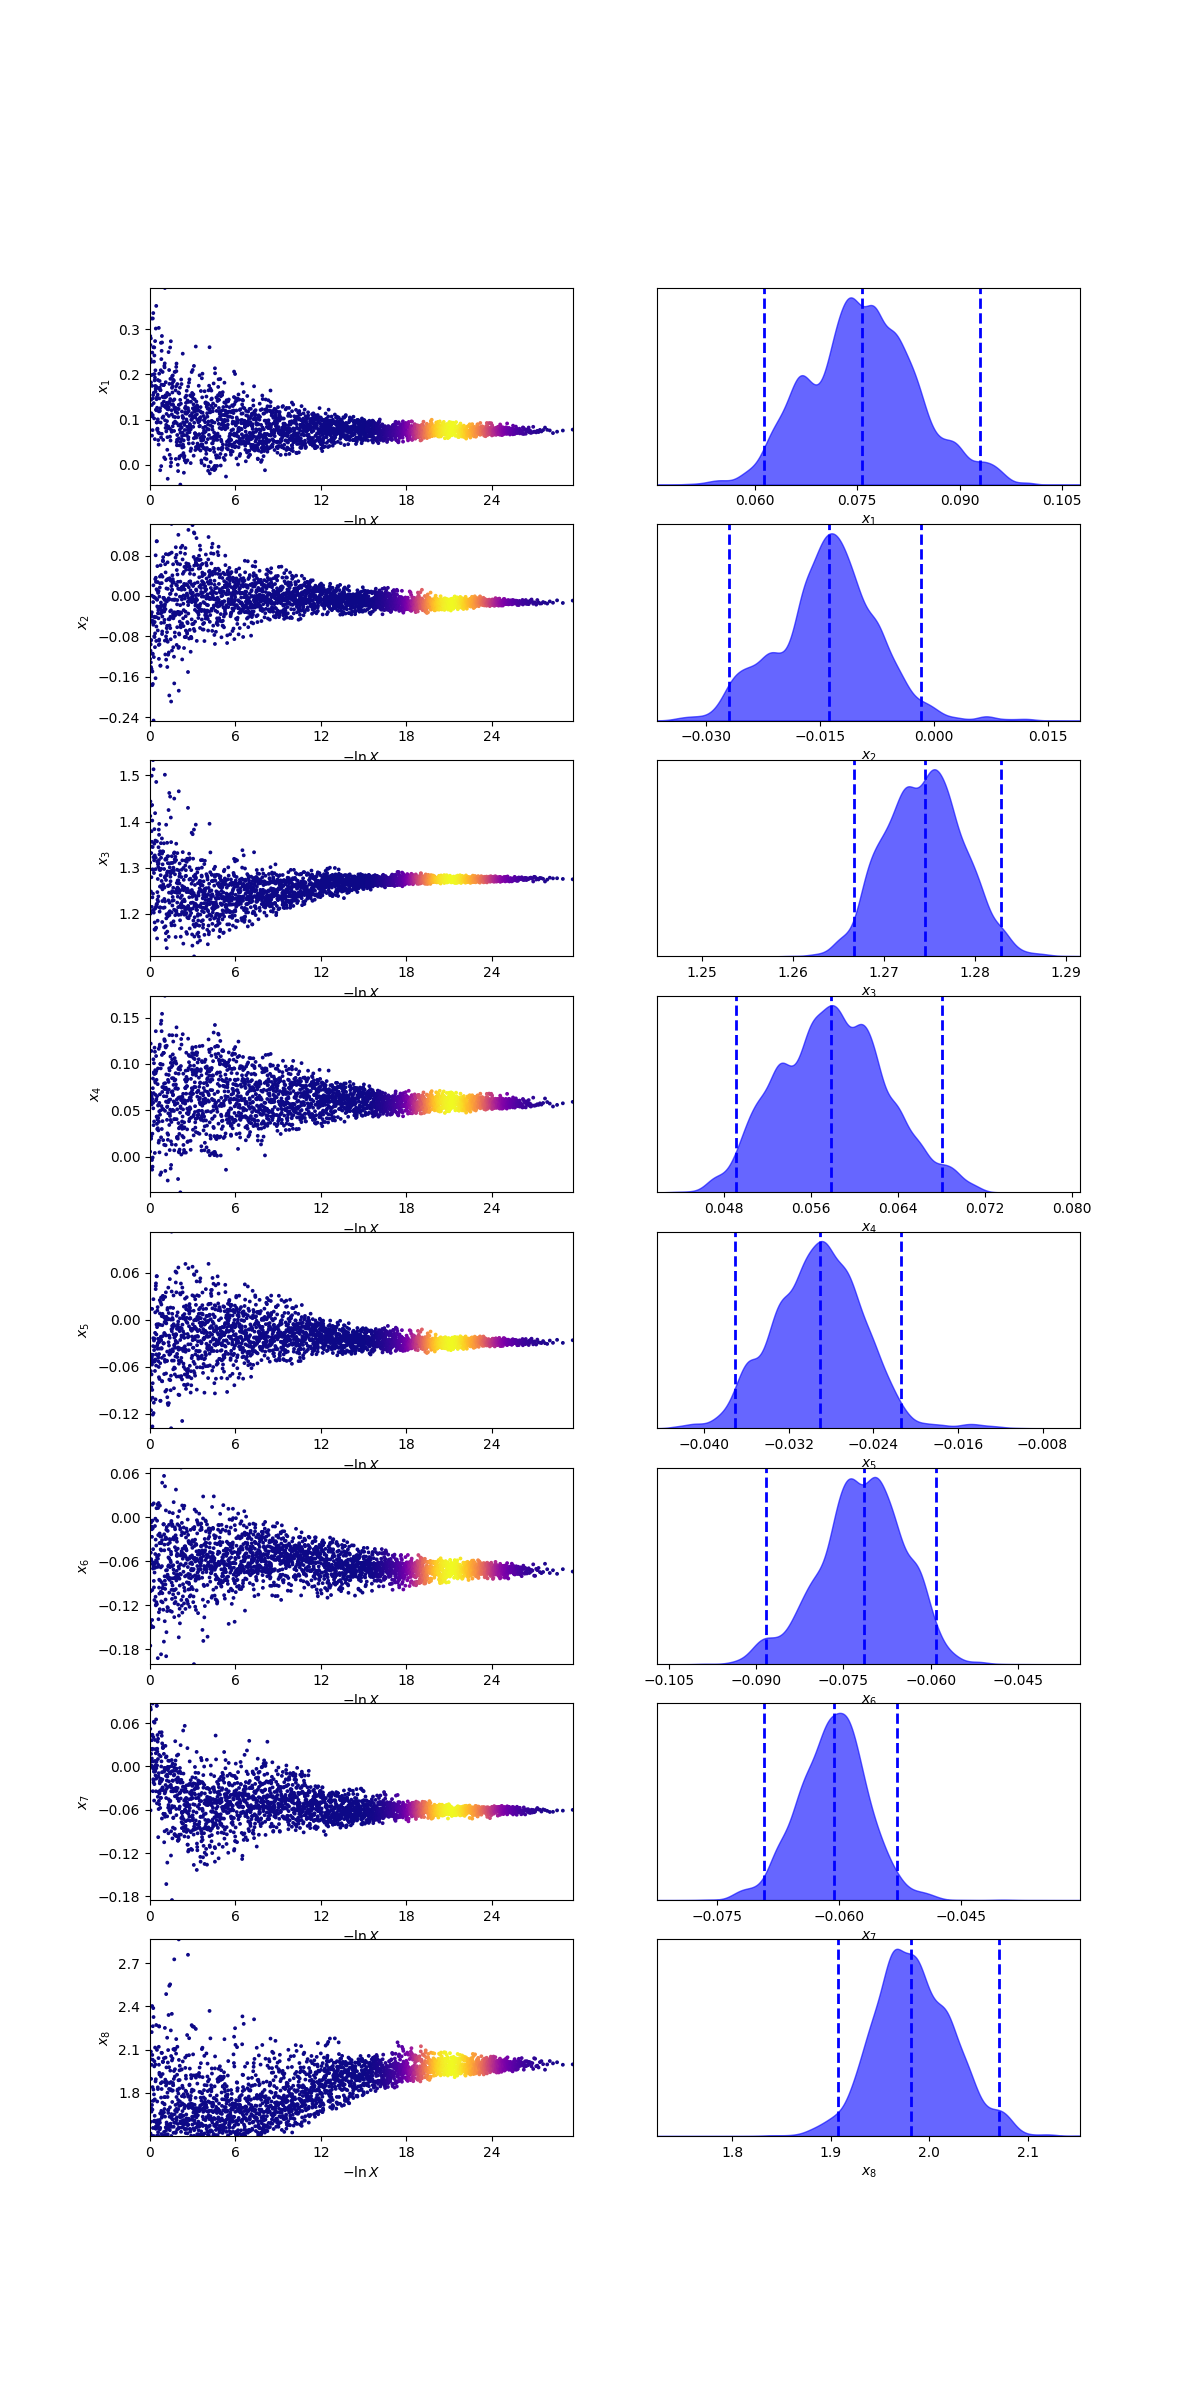 0.3
0.2
0.1
0.0
x₁
0 6 12 18 24
−ln X
0.060 0.075 0.090 0.105
x₁
0.08
0.00
−0.08
−0.16
−0.24
x₂
0 6 12 18 24
−ln X
−0.030 −0.015 0.000 0.015
x₂
1.5
1.4
1.3
1.2
x₃
0 6 12 18 24
−ln X
1.25 1.26 1.27 1.28 1.29
x₃
0.15
0.10
0.05
0.00
x₄
0 6 12 18 24
−ln X
0.048 0.056 0.064 0.072 0.080
x₄
0.06
0.00
−0.06
−0.12
x₅
0 6 12 18 24
−ln X
−0.040 −0.032 −0.024 −0.016 −0.008
x₅
0.06
0.00
−0.06
−0.12
−0.18
x₆
0 6 12 18 24
−ln X
−0.105 −0.090 −0.075 −0.060 −0.045
x₆
0.06
0.00
−0.06
−0.12
−0.18
x₇
0 6 12 18 24
−ln X
−0.075 −0.060 −0.045
x₇
2.7
2.4
2.1
1.8
x₈
0 6 12 18 24
−ln X
1.8 1.9 2.0 2.1
x₈